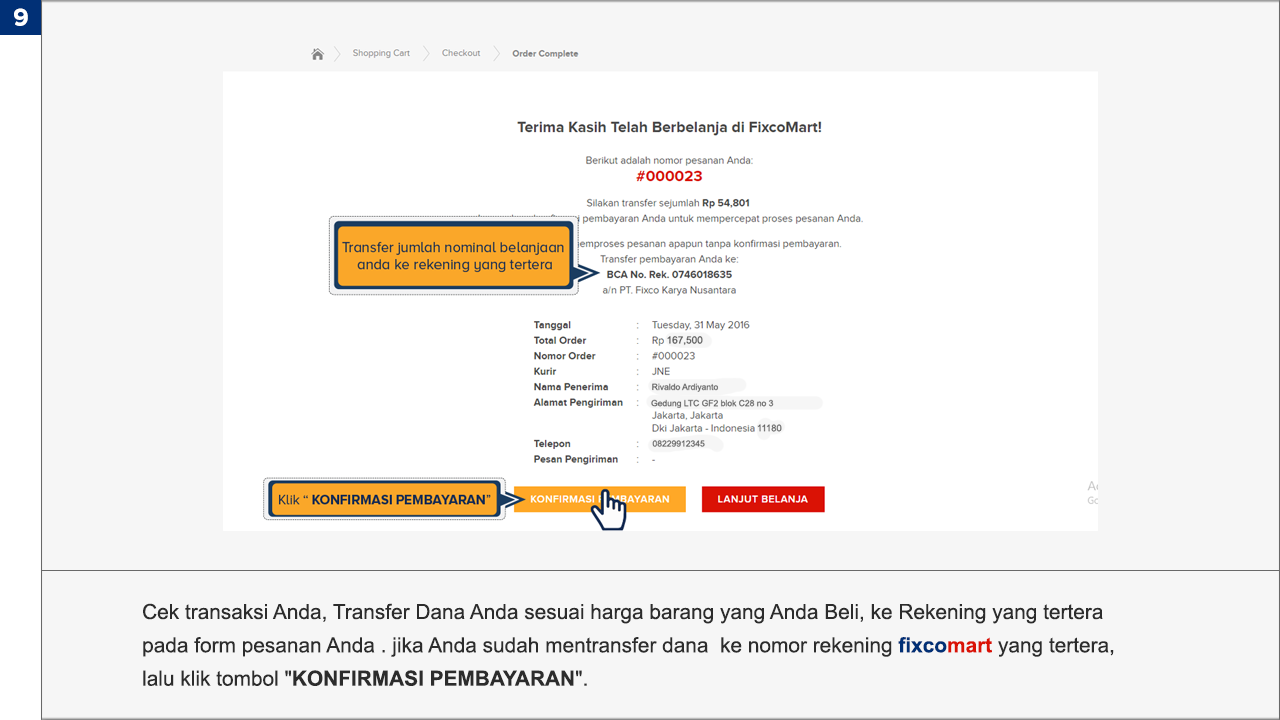 9
Shopping Cart Checkout Order Complete
Terima Kasih Telah Berbelanja di FixcoMart!
Berikut adalah nomor pesanan Anda:
#000023
Silakan transfer sejumlah Rp 54,801
pembayaran Anda untuk mempercepat proses pesanan Anda.
Transfer jumlah nominal belanjaan
anda ke rekening yang tertera
pesanan apapun tanpa konfirmasi pembayaran.
Transfer pembayaran Anda ke:
BCA No. Rek. 0746018635
a/n PT. Fixco Karya Nusantara
Tanggal : Tuesday, 31 May 2016
Total Order : Rp 167,500
Nomor Order : #000023
Kurir : JNE
Nama Penerima : Rivaldo Ardiyanto
Alamat Pengiriman : Gedung LTC GF2 blok C28 no 3
Jakarta, Jakarta
Dki Jakarta - Indonesia 11180
Telepon : 08229912345
Pesan Pengiriman : -
Klik “ KONFIRMASI PEMBAYARAN”
KONFIRMASI PEMBAYARAN LANJUT BELANJA
Cek transaksi Anda, Transfer Dana Anda sesuai harga barang yang Anda Beli, ke Rekening yang tertera
pada form pesanan Anda . jika Anda sudah mentransfer dana ke nomor rekening fixcomart yang tertera,
lalu klik tombol "KONFIRMASI PEMBAYARAN".